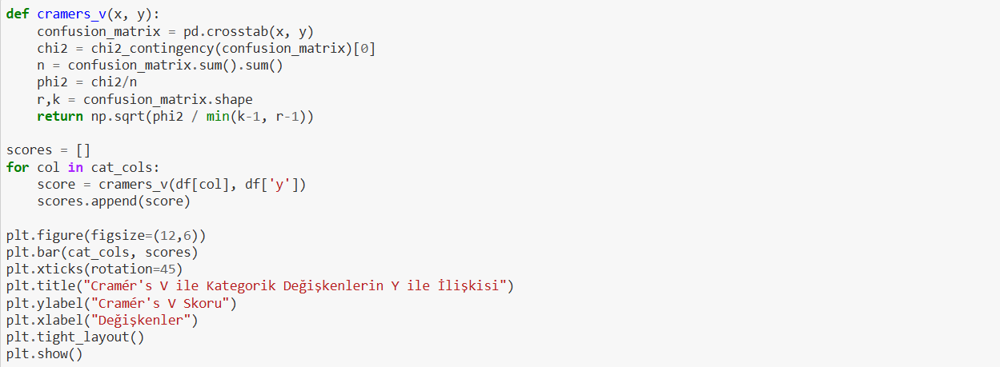 def cramers_v(x, y):
    confusion_matrix = pd.crosstab(x, y)
    chi2 = chi2_contingency(confusion_matrix)[0]
    n = confusion_matrix.sum().sum()
    phi2 = chi2/n
    r,k = confusion_matrix.shape
    return np.sqrt(phi2 / min(k-1, r-1))

scores = []
for col in cat_cols:
    score = cramers_v(df[col], df['y'])
    scores.append(score)

plt.figure(figsize=(12,6))
plt.bar(cat_cols, scores)
plt.xticks(rotation=45)
plt.title("Cramér's V ile Kategorik Değişkenlerin Y ile İlişkisi")
plt.ylabel("Cramér's V Skoru")
plt.xlabel("Değişkenler")
plt.tight_layout()
plt.show()